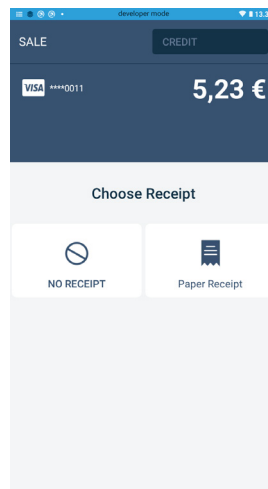 developer mode
13.3
SALE
CREDIT
VISA ****0011
5,23 €
Choose Receipt
NO RECEIPT
Paper Receipt